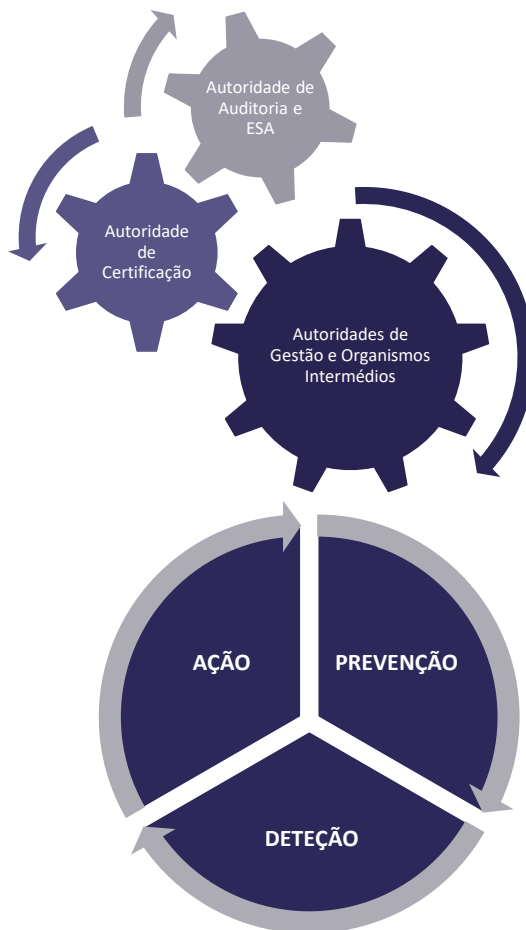 Autoridade de
Auditoria e
ESA
Autoridade
de
Certificação
Autoridades de
Gestão e Organismos
Intermédios
AÇÃO
PREVENÇÃO
DETEÇÃO